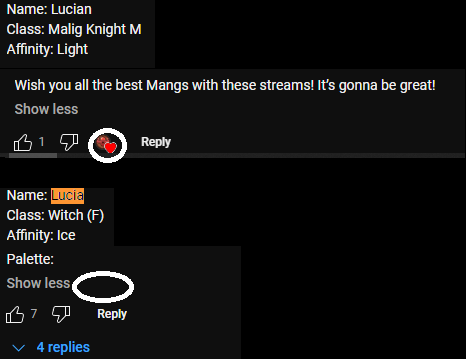 Name: Lucian
Class: Malig Knight M
Affinity: Light
Wish you all the best Mangs with these streams! It's gonna be great!
Show less
1 Reply
Name: Lucia
Class: Witch (F)
Affinity: Ice
Palette:
Show less
7 Reply
4 replies